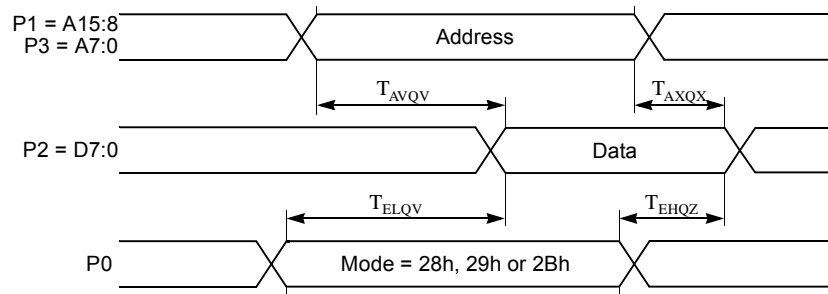 P1 = A15:8
P3 = A7:0
Address
TAVQV
TAXQX
P2 = D7:0
Data
TELQV
TEHQZ
P0
Mode = 28h, 29h or 2Bh